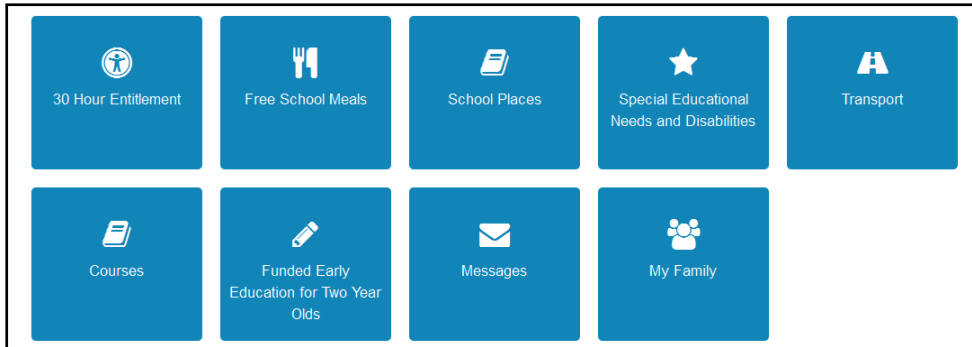 30 Hour Entitlement
Free School Meals
School Places
Special Educational
Needs and Disabilities
Transport
Courses
Funded Early
Education for Two Year
Olds
Messages
My Family